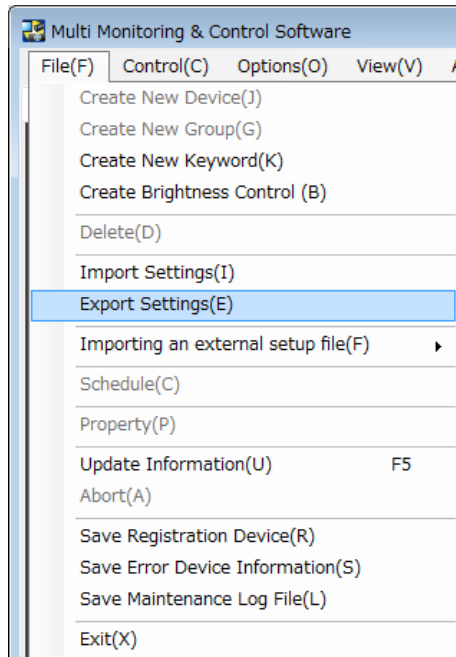 Multi Monitoring & Control Software
File(F) Control(C) Options(O) View(V)
Create New Device(J)
Create New Group(G)
Create New Keyword(K)
Create Brightness Control (B)
Delete(D)
Import Settings(I)
Export Settings(E)
Importing an external setup file(F)
Schedule(C)
Property(P)
Update Information(U) F5
Abort(A)
Save Registration Device(R)
Save Error Device Information(S)
Save Maintenance Log File(L)
Exit(X)